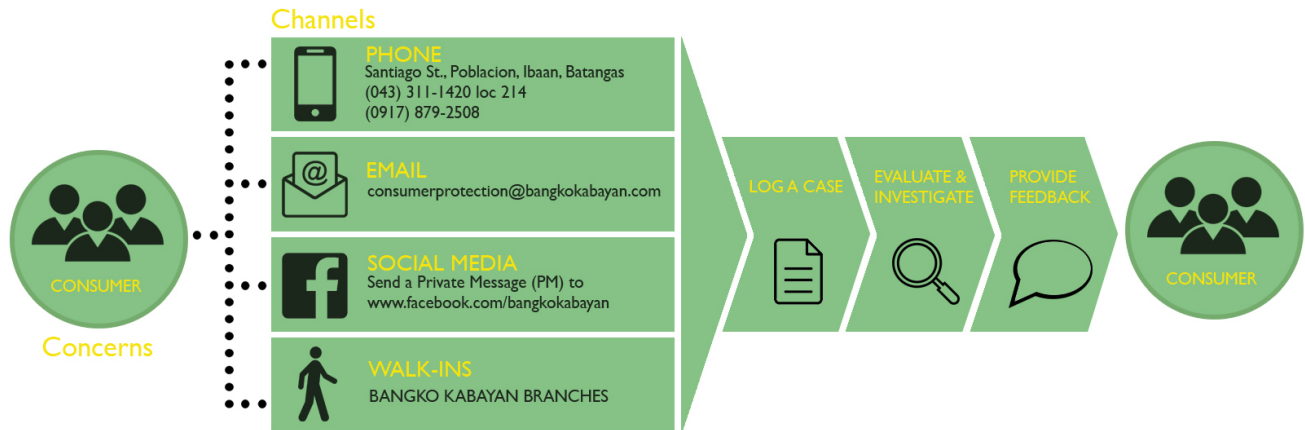 Channels
PHONE
Santiago St., Poblacion, Ibaan, Batangas
(043) 311-1420 loc 214
(0917) 879-2508
EMAIL
consumerprotection@bangkokabayan.com
SOCIAL MEDIA
Send a Private Message (PM) to
www.facebook.com/bangkokabayan
WALK-INS
BANGKO KABAYAN BRANCHES
CONSUMER
Concerns
LOG A CASE
EVALUATE &
INVESTIGATE
PROVIDE
FEEDBACK
CONSUMER